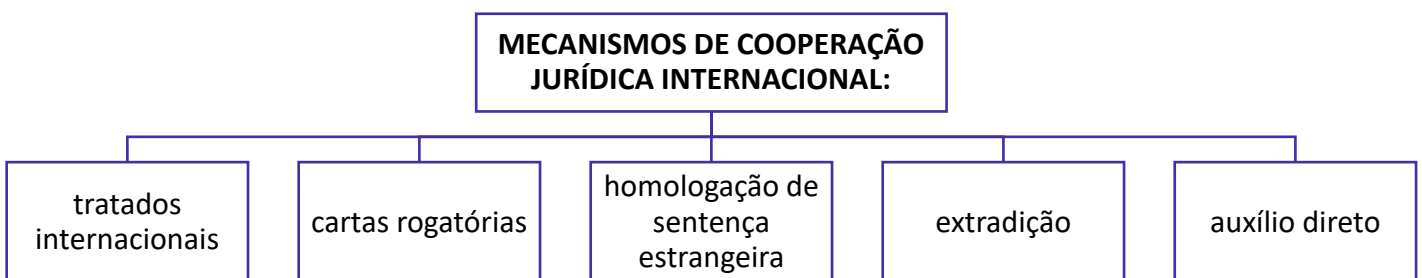 MECANISMOS DE COOPERAÇÃO
JURÍDICA INTERNACIONAL:
tratados
internacionais
cartas rogatórias
homologação de
sentença
estrangeira
extradição
auxílio direto